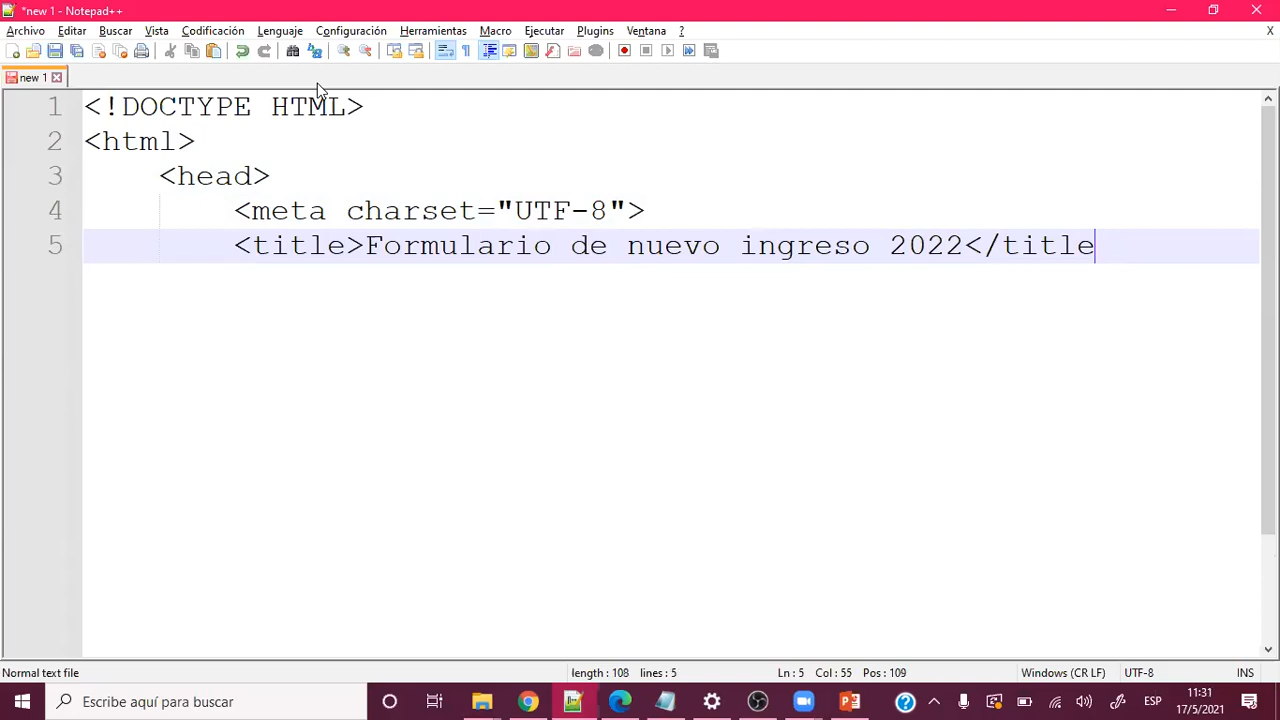 *new 1 - Notepad++
Archivo Editar Buscar Vista Codificación Lenguaje Configuración Herramientas Macro Ejecutar Plugins Ventana ? X
new 1
1 <!DOCTYPE HTML>
2 <html>
3 <head>
4 <meta charset="UTF-8">
5 <title>Formulario de nuevo ingreso 2022</title
Normal text file length : 108 lines : 5 Ln : 5 Col : 55 Pos : 109 Windows (CR LF) UTF-8 INS
Escribe aquí para buscar ESP 11:31
17/5/2021